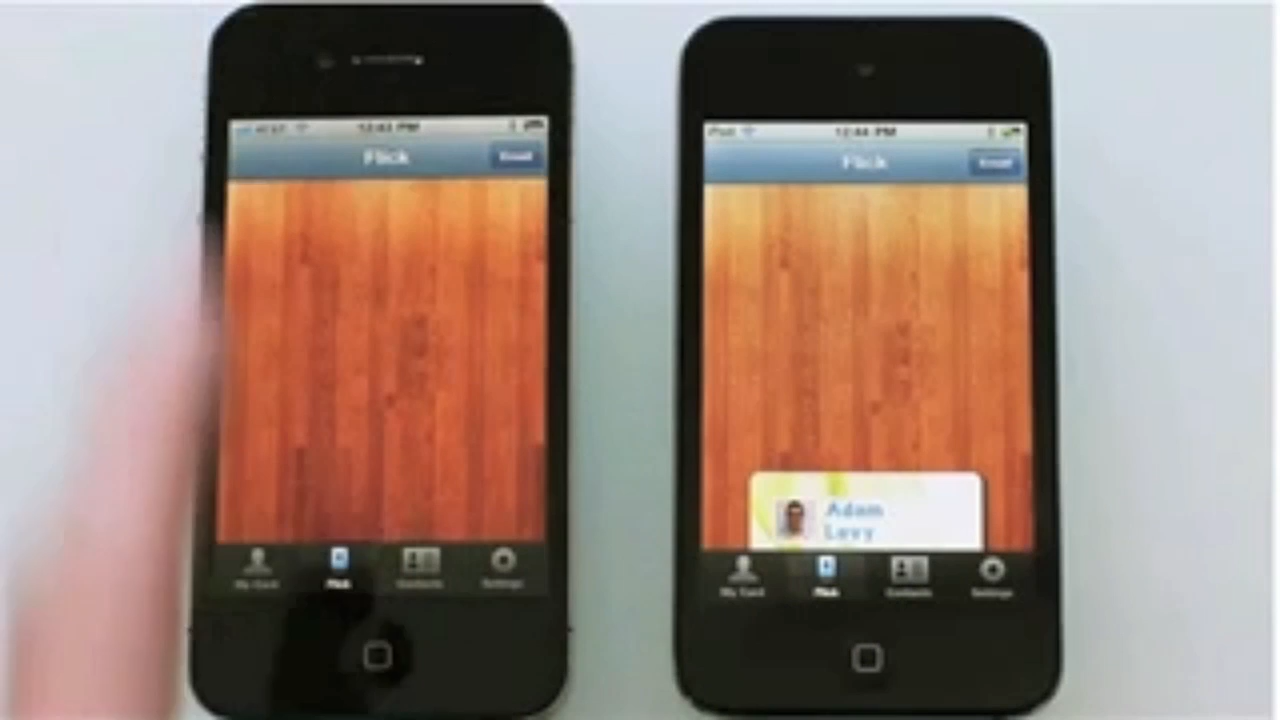 AT&T 12:43 PM
Flick Email
My Card Flick Contacts Settings
iPod 12:44 PM
Flick Email
Adam
Levy
My Card Flick Contacts Settings